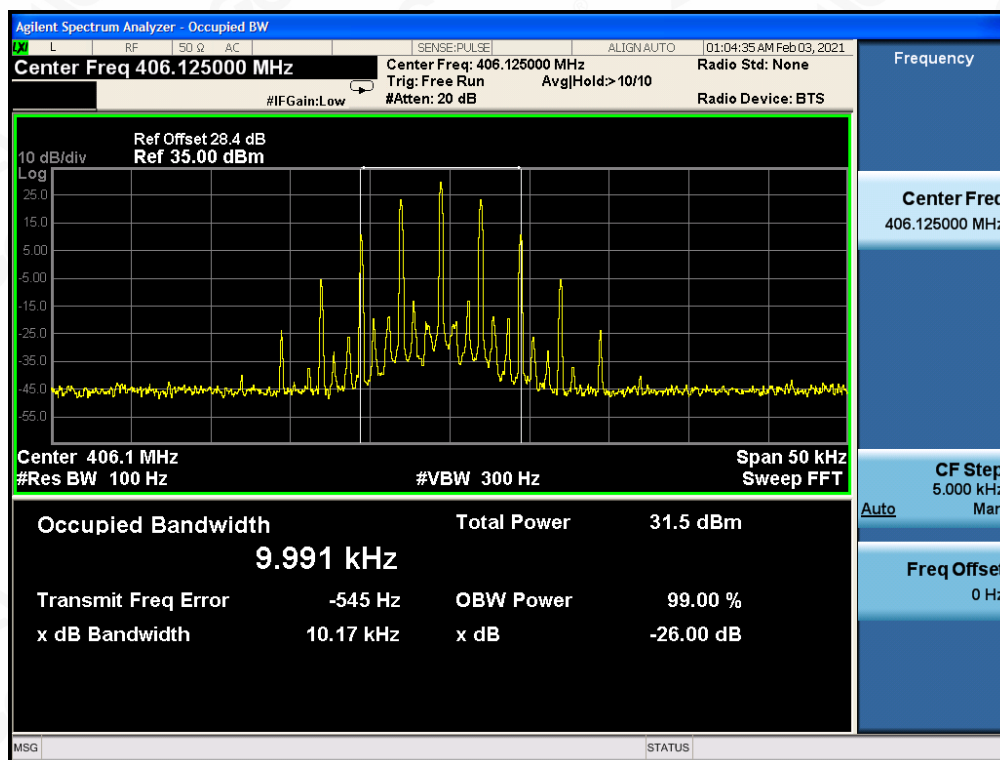 Agilent Spectrum Analyzer - Occupied BW
LXI L RF 50 Ω AC SENSE:PULSE ALIGN AUTO 01:04:35 AM Feb 03, 2021
Center Freq 406.125000 MHz
Center Freq: 406.125000 MHz Radio Std: None
Trig: Free Run Avg|Hold:>10/10
#IFGain:Low #Atten: 20 dB Radio Device: BTS
Ref Offset 28.4 dB
10 dB/div Ref 35.00 dBm
Log
25.0
15.0
5.00
-5.00
-15.0
-25.0
-35.0
-45.0
-55.0
Center 406.1 MHz Span 50 kHz
#Res BW 100 Hz #VBW 300 Hz Sweep FFT
Occupied Bandwidth Total Power 31.5 dBm
9.991 kHz
Transmit Freq Error -545 Hz OBW Power 99.00 %
x dB Bandwidth 10.17 kHz x dB -26.00 dB
Frequency
Center Freq
406.125000 MHz
CF Step
5.000 kHz
Auto Man
Freq Offset
0 Hz
MSG STATUS